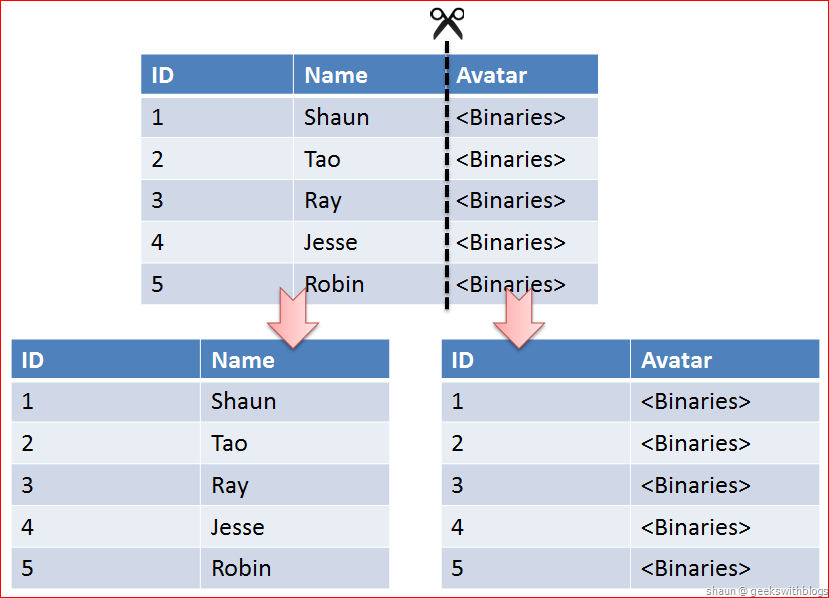 ID Name Avatar
1 Shaun <Binaries>
2 Tao <Binaries>
3 Ray <Binaries>
4 Jesse <Binaries>
5 Robin <Binaries>
ID Name
1 Shaun
2 Tao
3 Ray
4 Jesse
5 Robin
ID Avatar
1 <Binaries>
2 <Binaries>
3 <Binaries>
4 <Binaries>
5 <Binaries>
shaun @ geekswithblogs